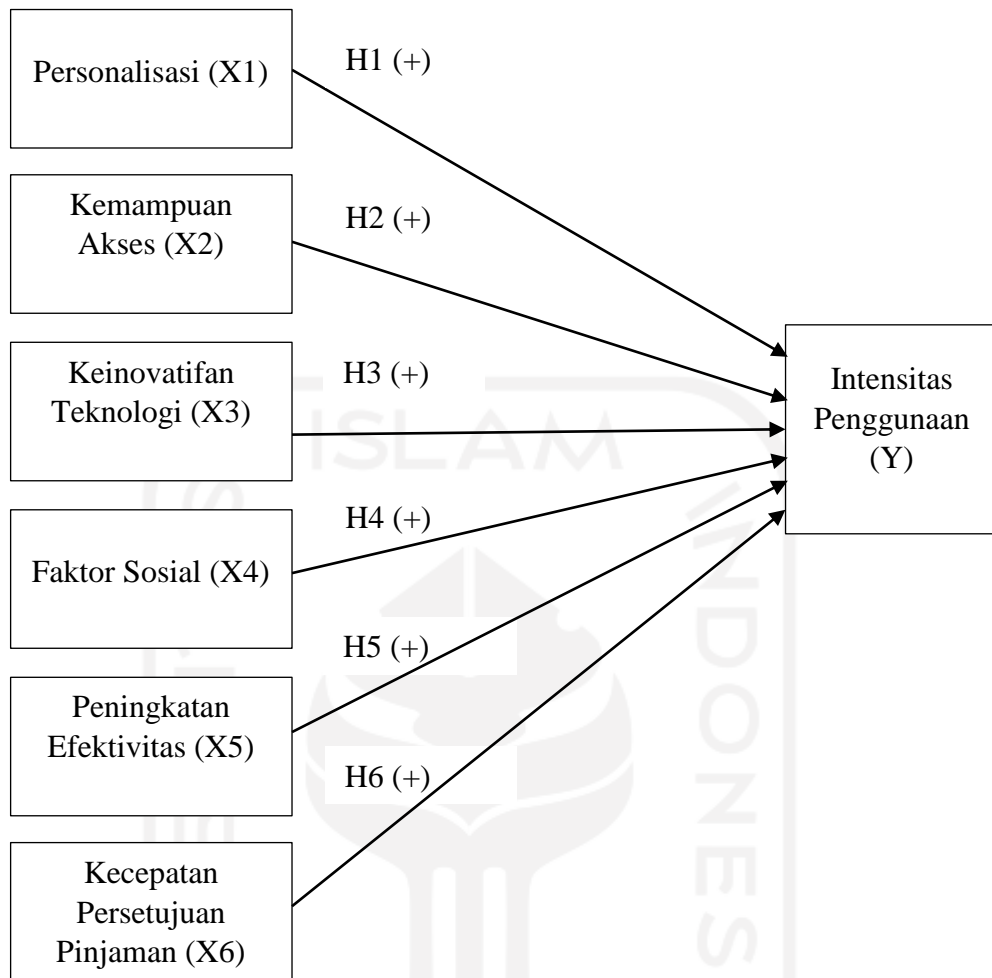 Personalisasi (X1)
H1 (+)
Kemampuan
Akses (X2)
H2 (+)
Keinovatifan
Teknologi (X3)
H3 (+)
Intensitas
Penggunaan
(Y)
ISLAM
INDONES
Faktor Sosial (X4)
H4 (+)
Peningkatan
Efektivitas (X5)
H5 (+)
Kecepatan
Persetujuan
Pinjaman (X6)
H6 (+)